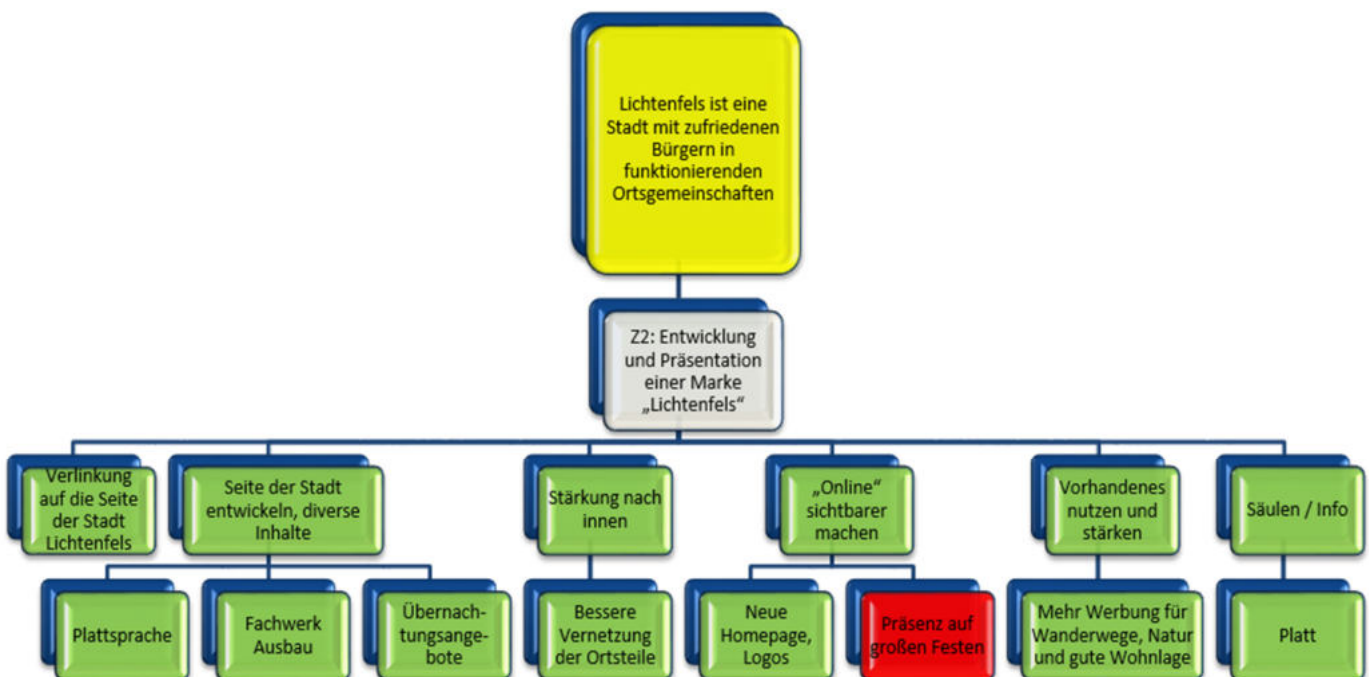 Lichtenfels ist eine
Stadt mit zufriedenen
Bürgern in
funktionierenden
Ortsgemeinschaften
Z2: Entwicklung
und Präsentation
einer Marke
„Lichtenfels“
Verlinkung
auf die Seite
der Stadt
Lichtenfels
Seite der Stadt
entwickeln, diverse
Inhalte
Stärkung nach
innen
„Online“
sichtbarer
machen
Vorhandenes
nutzen und
stärken
Säulen / Info
Plattsprache
Fachwerk
Ausbau
Übernach-
tungsange-
bote
Bessere
Vernetzung
der Ortsteile
Neue
Homepage,
Logos
Präsenz auf
großen Festen
Mehr Werbung für
Wanderwege, Natur
und gute Wohnlage
Platt